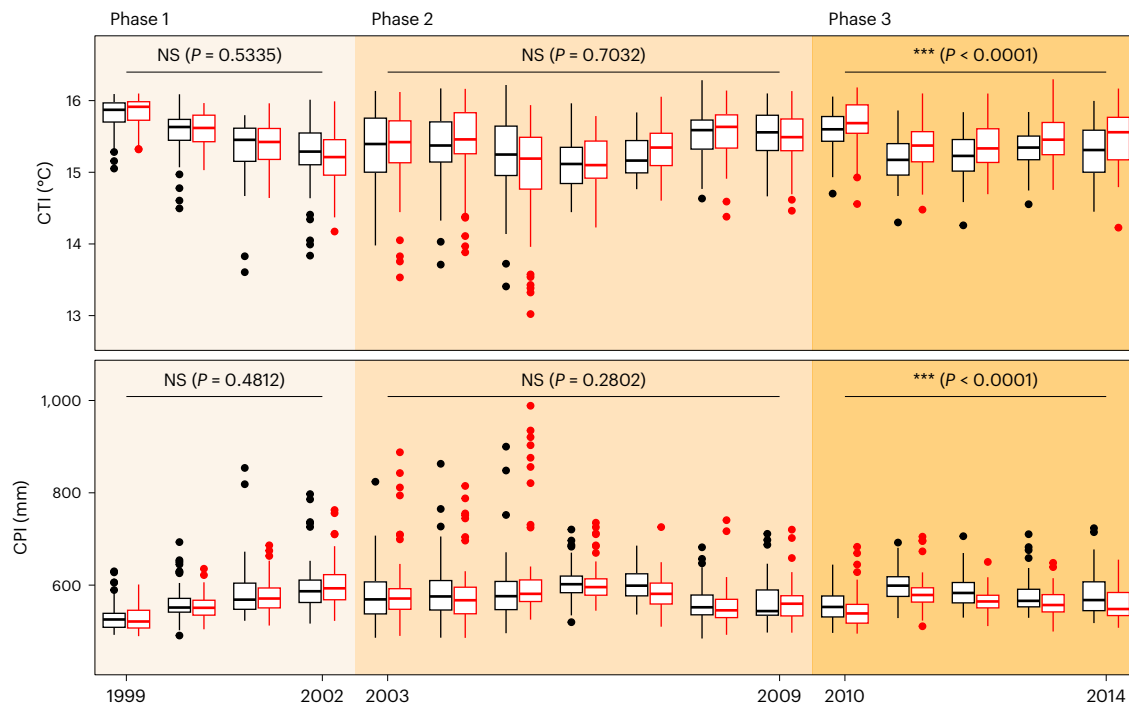 Phase 1 Phase 2 Phase 3
NS (P = 0.5335) NS (P = 0.7032) *** (P < 0.0001)
CTI (°C)
16
15
14
13
NS (P = 0.4812) NS (P = 0.2802) *** (P < 0.0001)
CPI (mm)
1,000
800
600
1999 2002 2003 2009 2010 2014